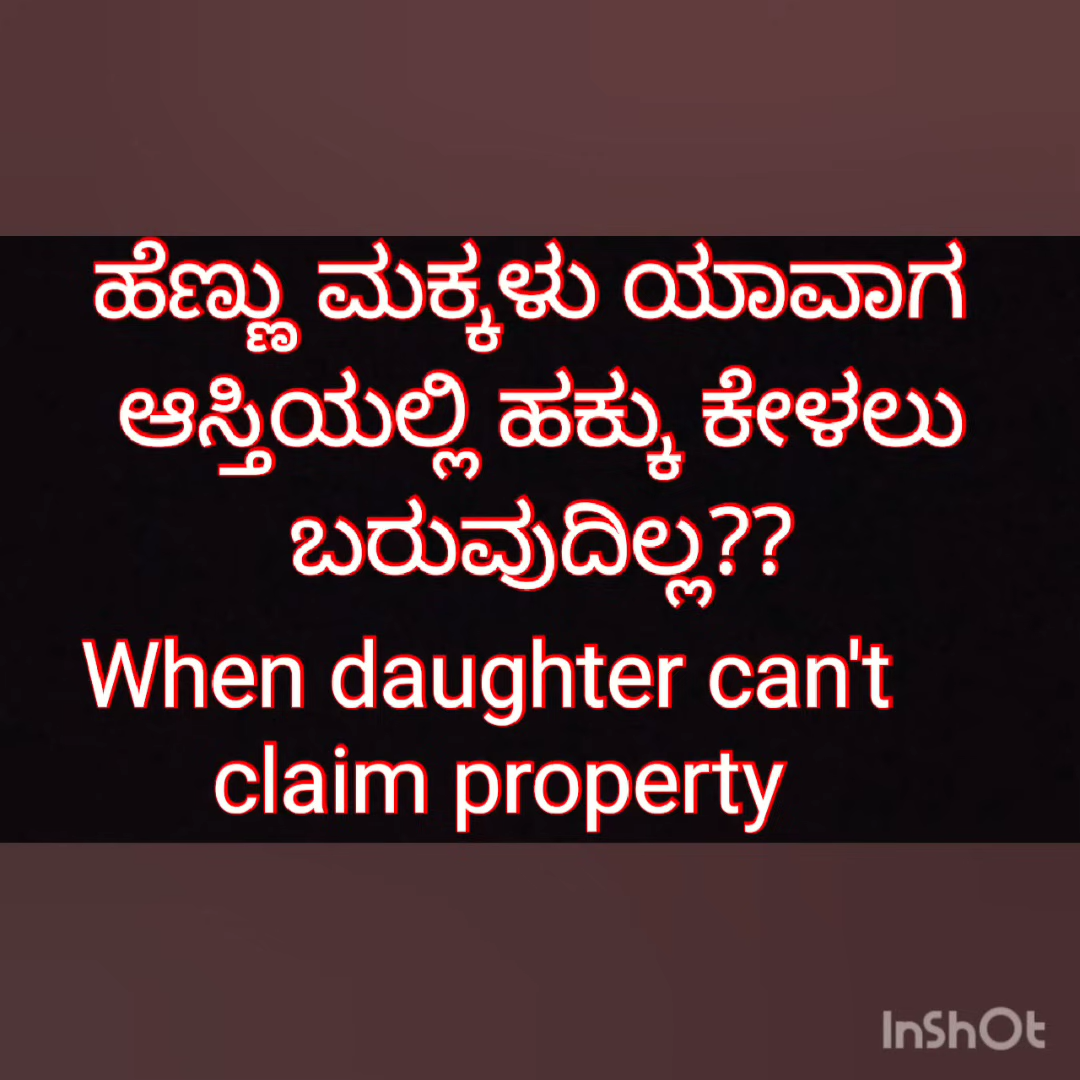 ಹೆಣ್ಣು ಮಕ್ಕಳು ಯಾವಾಗ
ಆಸ್ತಿಯಲ್ಲಿ ಹಕ್ಕು ಕೇಳಲು
ಬರುವುದಿಲ್ಲ??
When daughter can't
claim property
InShOt